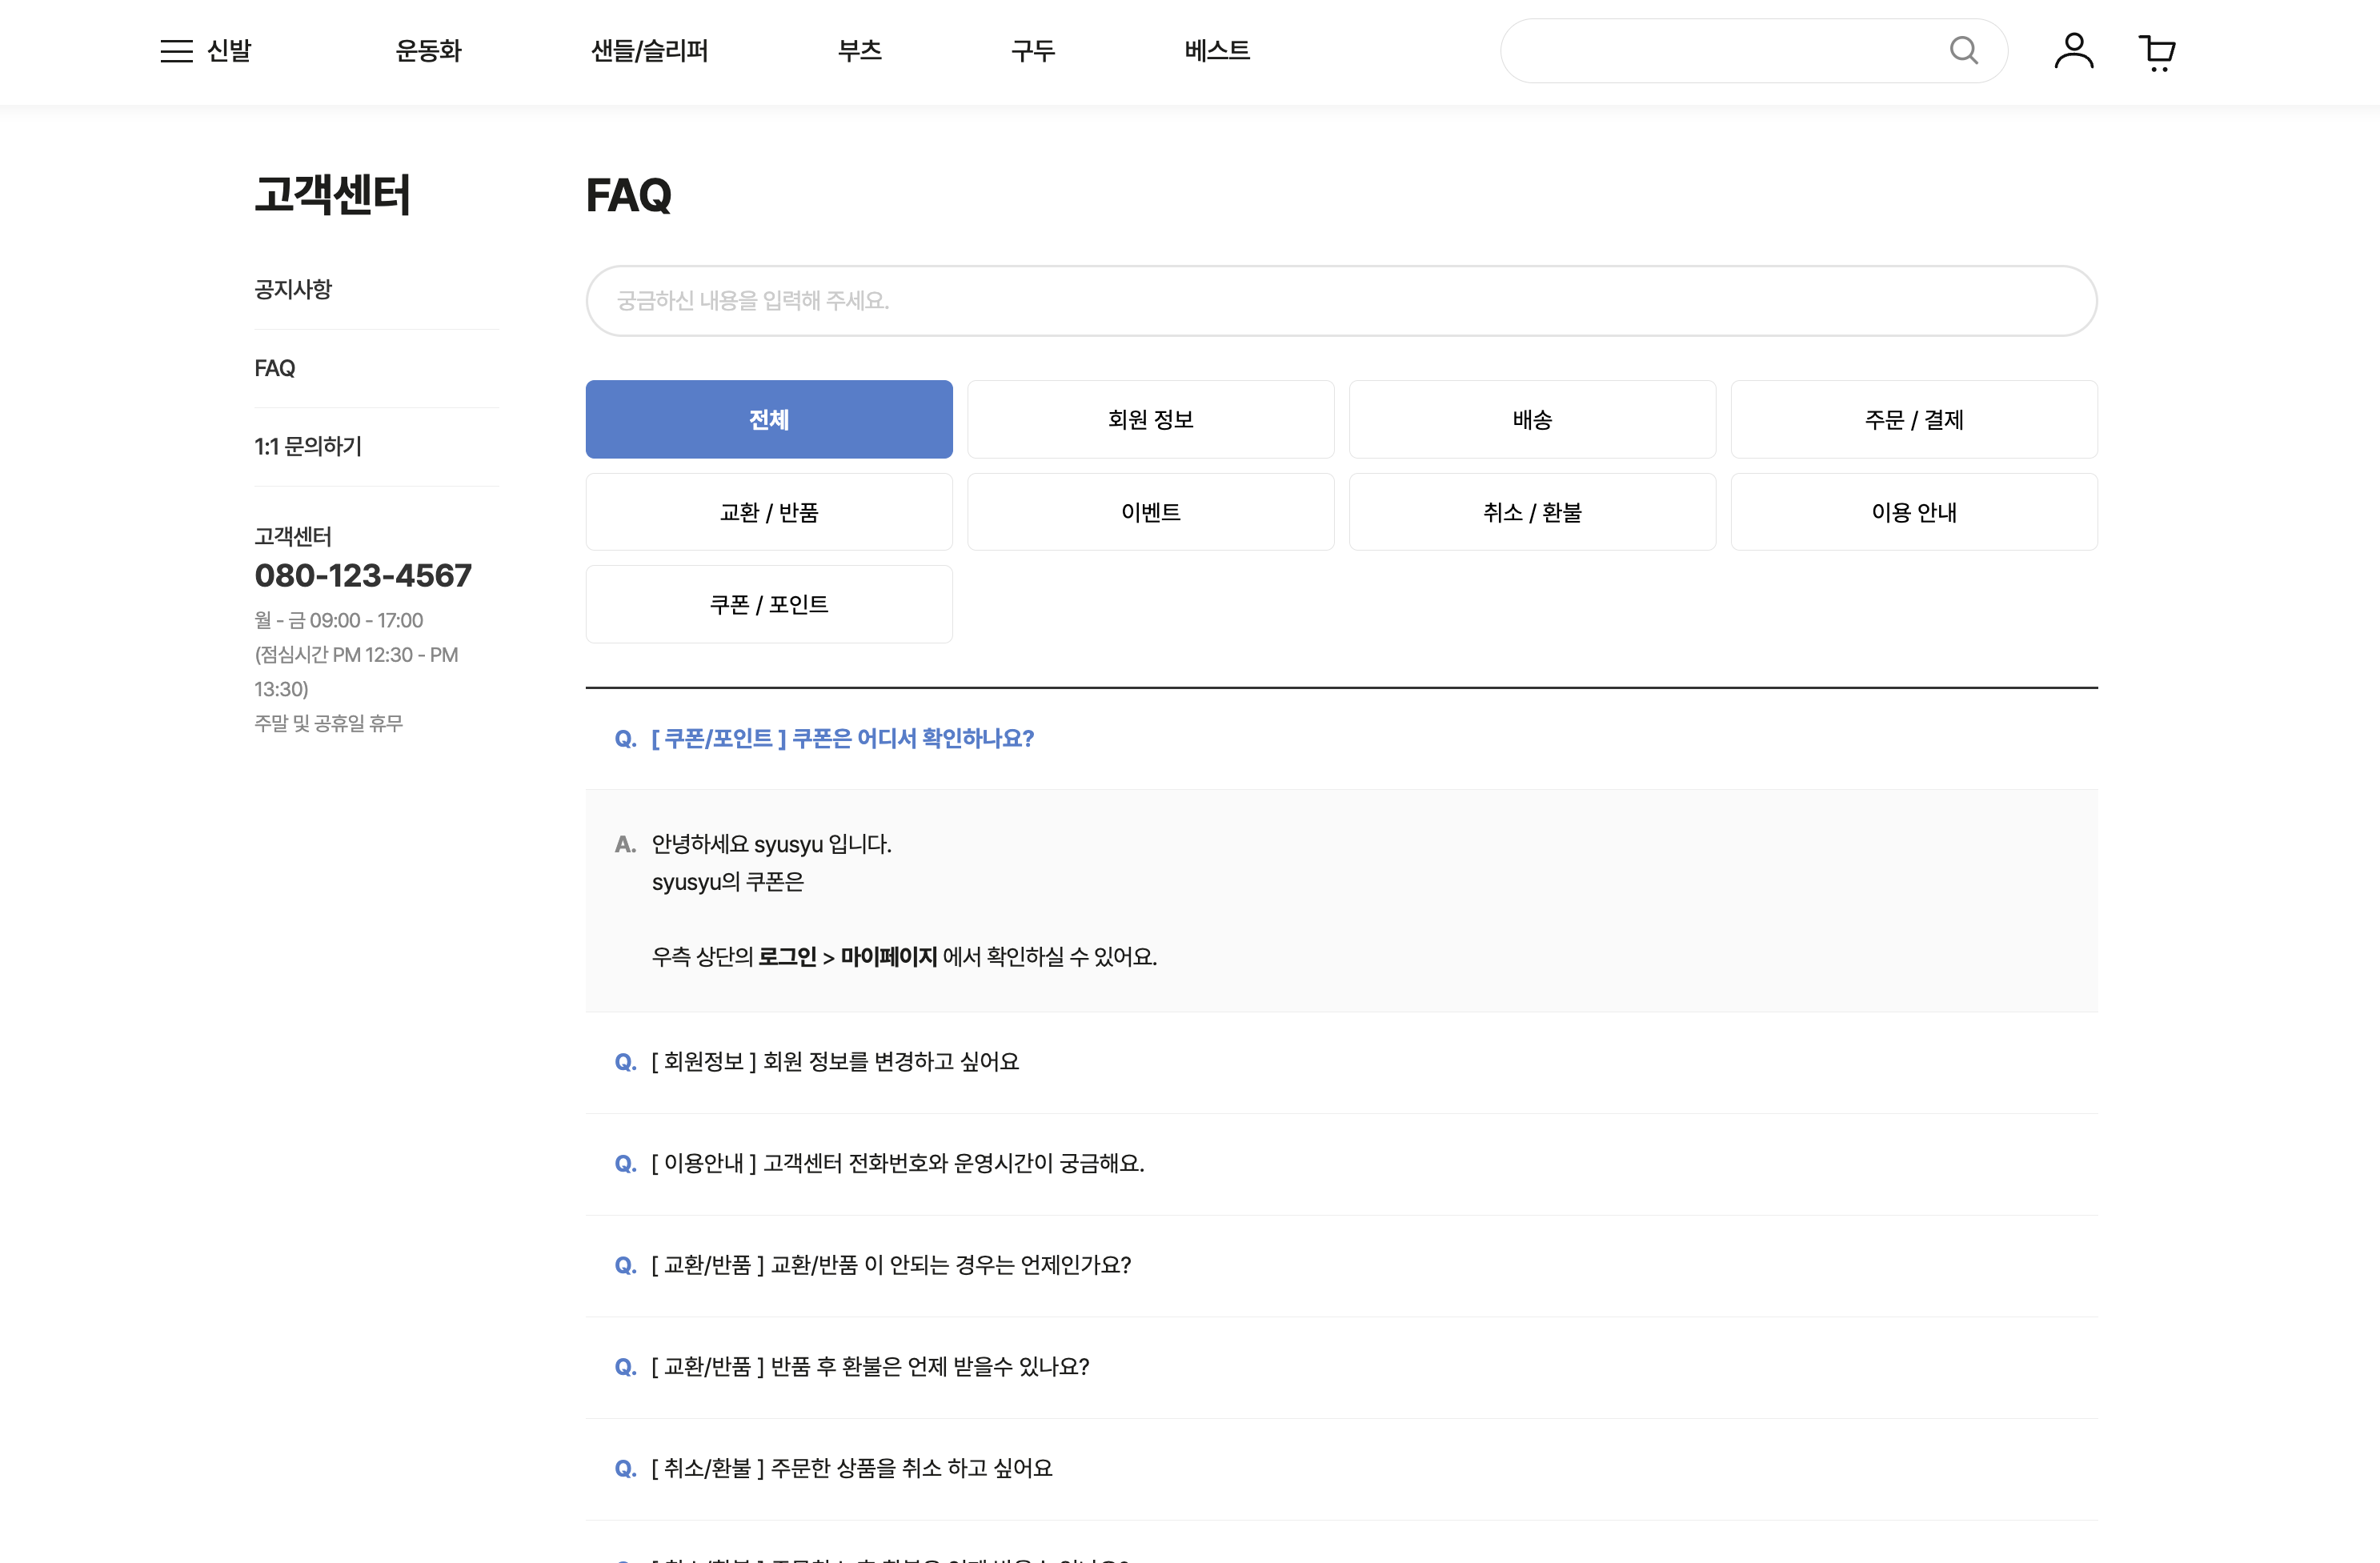 신발 운동화 샌들/슬리퍼 부츠 구두 베스트
고객센터
공지사항
FAQ
1:1 문의하기
고객센터
080-123-4567
월 - 금 09:00 - 17:00
(점심시간 PM 12:30 - PM
13:30)
주말 및 공휴일 휴무
FAQ
궁금하신 내용을 입력해 주세요.
전체 회원 정보 배송 주문 / 결제
교환 / 반품 이벤트 취소 / 환불 이용 안내
쿠폰 / 포인트
Q. [ 쿠폰/포인트 ] 쿠폰은 어디서 확인하나요?
A. 안녕하세요 syusyu 입니다.
syusyu의 쿠폰은
우측 상단의 로그인 > 마이페이지 에서 확인하실 수 있어요.
Q. [ 회원정보 ] 회원 정보를 변경하고 싶어요
Q. [ 이용안내 ] 고객센터 전화번호와 운영시간이 궁금해요.
Q. [ 교환/반품 ] 교환/반품 이 안되는 경우는 언제인가요?
Q. [ 교환/반품 ] 반품 후 환불은 언제 받을수 있나요?
Q. [ 취소/환불 ] 주문한 상품을 취소 하고 싶어요